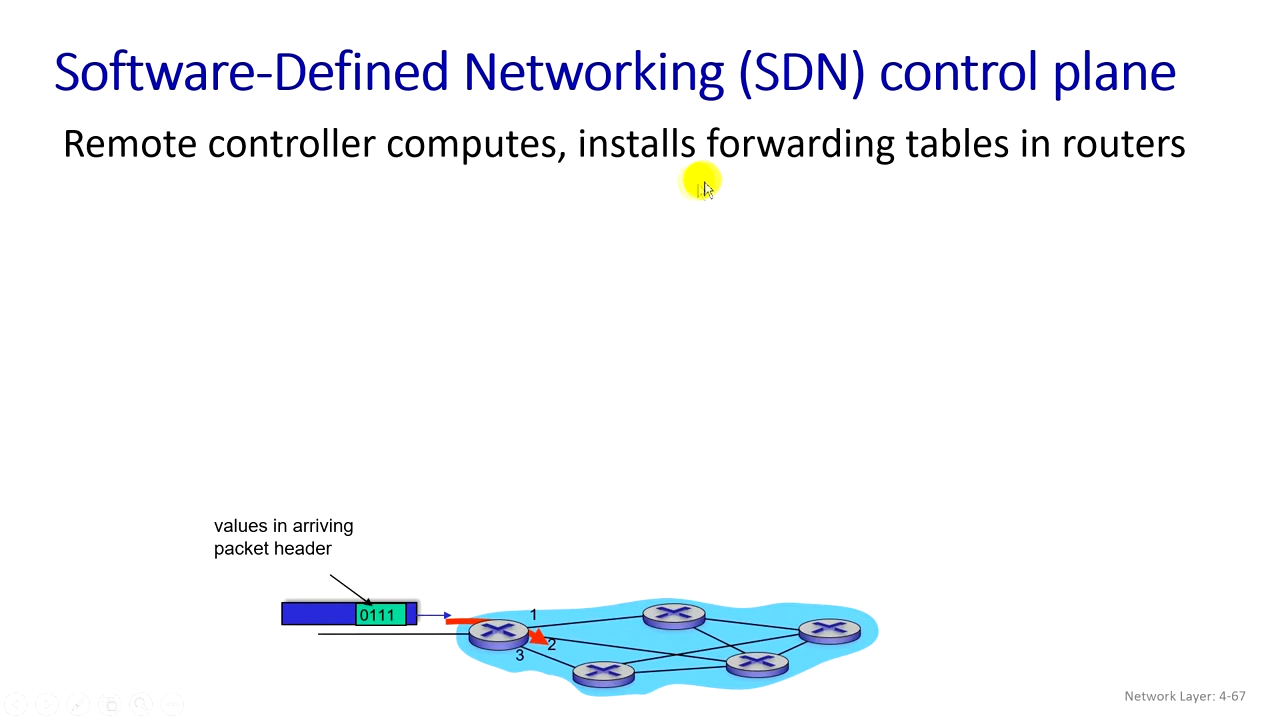 Software-Defined Networking (SDN) control plane
Remote controller computes, installs forwarding tables in routers
values in arriving
packet header
0111
1
2
3
Network Layer: 4-67